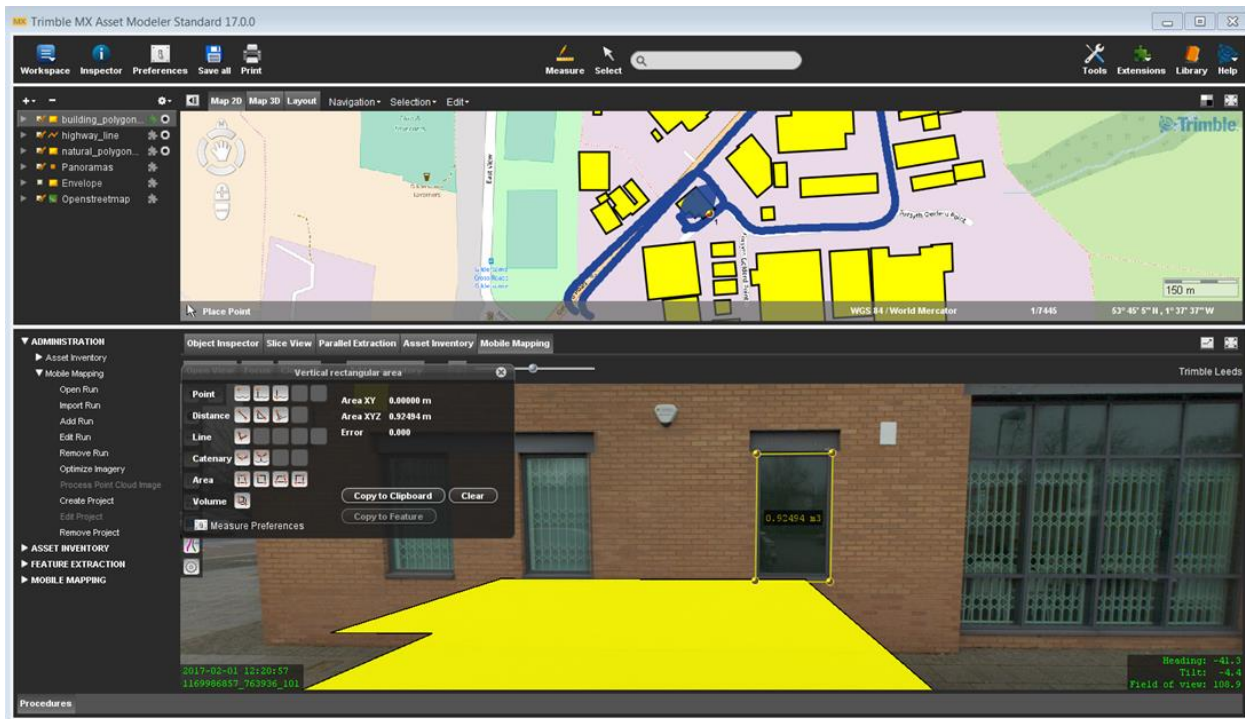 MX Trimble MX Asset Modeler Standard 17.0.0
Workspace Inspector Preferences Save all Print
Measure Select
Tools Extensions Library Help
Map 2D Map 3D Layout Navigation Selection Edit
building_polygon...
highway_line
natural_polygon...
Panoramas
Envelope
Openstreetmap
Trimble
East view
1
150 m
Place Point
WGS 84 / World Mercator 1/7445 53° 45' 5" N , 1° 37' 37" W
ADMINISTRATION
Asset Inventory
Mobile Mapping
Open Run
Import Run
Add Run
Edit Run
Remove Run
Optimize Imagery
Process Point Cloud Image
Create Project
Edit Project
Remove Project
ASSET INVENTORY
FEATURE EXTRACTION
MOBILE MAPPING
Object Inspector Slice View Parallel Extraction Asset Inventory Mobile Mapping
Trimble Leeds
Vertical rectangular area
Point
Distance
Line
Catenary
Area
Volume
Area XY 0.00000 m
Area XYZ 0.92494 m
Error 0.000
Copy to Clipboard Clear
Copy to Feature
Measure Preferences
0.92494 m3
2017-02-01 12:20:57
1169986857_763936_101
Heading: -41.3
Tilt: -4.4
Field of view: 108.9
Procedures